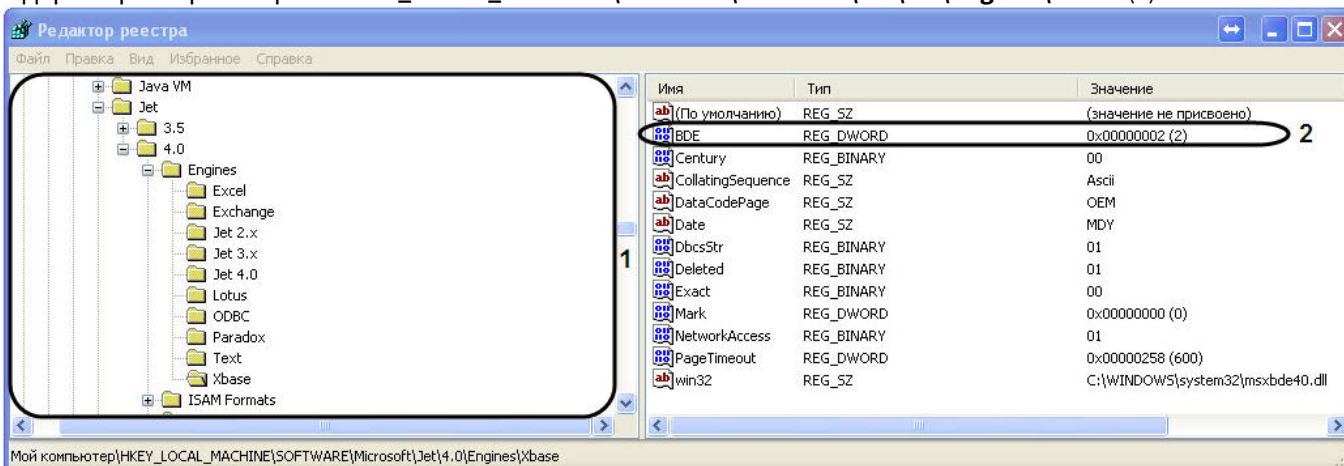 Редактор реестра
Файл Правка Вид Избранное Справка
Java VM
Jet
3.5
4.0
Engines
Excel
Exchange
Jet 2.x
Jet 3.x
Jet 4.0
Lotus
ODBC
Paradox
Text
Xbase
ISAM Formats
1
Имя Тип Значение
(По умолчанию) REG_SZ (значение не присвоено)
BDE REG_DWORD 0x00000002 (2) 2
Century REG_BINARY 00
CollatingSequence REG_SZ Ascii
DataCodePage REG_SZ OEM
Date REG_SZ MDY
DbcsStr REG_BINARY 01
Deleted REG_BINARY 01
Exact REG_BINARY 00
Mark REG_DWORD 0x00000000 (0)
NetworkAccess REG_BINARY 01
PageTimeout REG_DWORD 0x00000258 (600)
win32 REG_SZ C:\WINDOWS\system32\msxbde40.dll
Мой компьютер\HKEY_LOCAL_MACHINE\SOFTWARE\Microsoft\Jet\4.0\Engines\Xbase